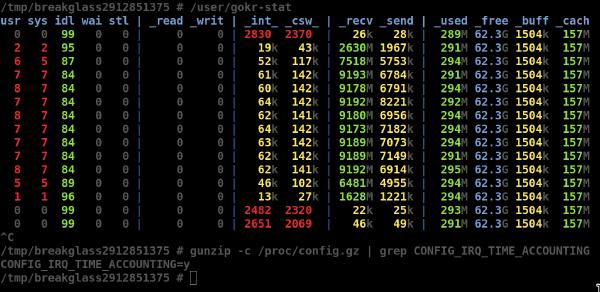 /tmp/breakglass2912851375 # /user/gokr-stat
usr sys idl wai stl | _read _writ | _int_ _csw_ | _recv _send | _used _free _buff _cach
0 0 99 0 0 | 0 0 | 2830 2370 | 26k 28k | 289M 62.3G 1504k 157M
2 2 95 0 0 | 0 0 | 19k 43k | 2630M 1967k | 291M 62.3G 1504k 157M
6 5 87 0 0 | 0 0 | 52k 117k | 7518M 5753k | 294M 62.3G 1504k 157M
7 7 84 0 0 | 0 0 | 61k 142k | 9193M 6784k | 291M 62.3G 1504k 157M
8 7 84 0 0 | 0 0 | 60k 142k | 9178M 6791k | 294M 62.3G 1504k 157M
7 7 84 0 0 | 0 0 | 64k 142k | 9192M 8221k | 292M 62.3G 1504k 157M
8 7 84 0 0 | 0 0 | 62k 141k | 9180M 6956k | 294M 62.3G 1504k 157M
7 7 84 0 0 | 0 0 | 64k 142k | 9173M 7182k | 294M 62.3G 1504k 157M
7 7 84 0 0 | 0 0 | 63k 142k | 9189M 7073k | 294M 62.3G 1504k 157M
7 7 84 0 0 | 0 0 | 62k 142k | 9189M 7149k | 291M 62.3G 1504k 157M
8 7 84 0 0 | 0 0 | 62k 141k | 9192M 6914k | 295M 62.3G 1504k 157M
5 5 89 0 0 | 0 0 | 46k 102k | 6481M 4955k | 294M 62.3G 1504k 157M
1 1 96 0 0 | 0 0 | 13k 27k | 1628M 1221k | 294M 62.3G 1504k 157M
0 0 99 0 0 | 0 0 | 2482 2320 | 22k 25k | 293M 62.3G 1504k 157M
0 0 99 0 0 | 0 0 | 2651 2069 | 46k 49k | 291M 62.3G 1504k 157M
^C
/tmp/breakglass2912851375 # gunzip -c /proc/config.gz | grep CONFIG_IRQ_TIME_ACCOUNTING
CONFIG_IRQ_TIME_ACCOUNTING=y
/tmp/breakglass2912851375 #